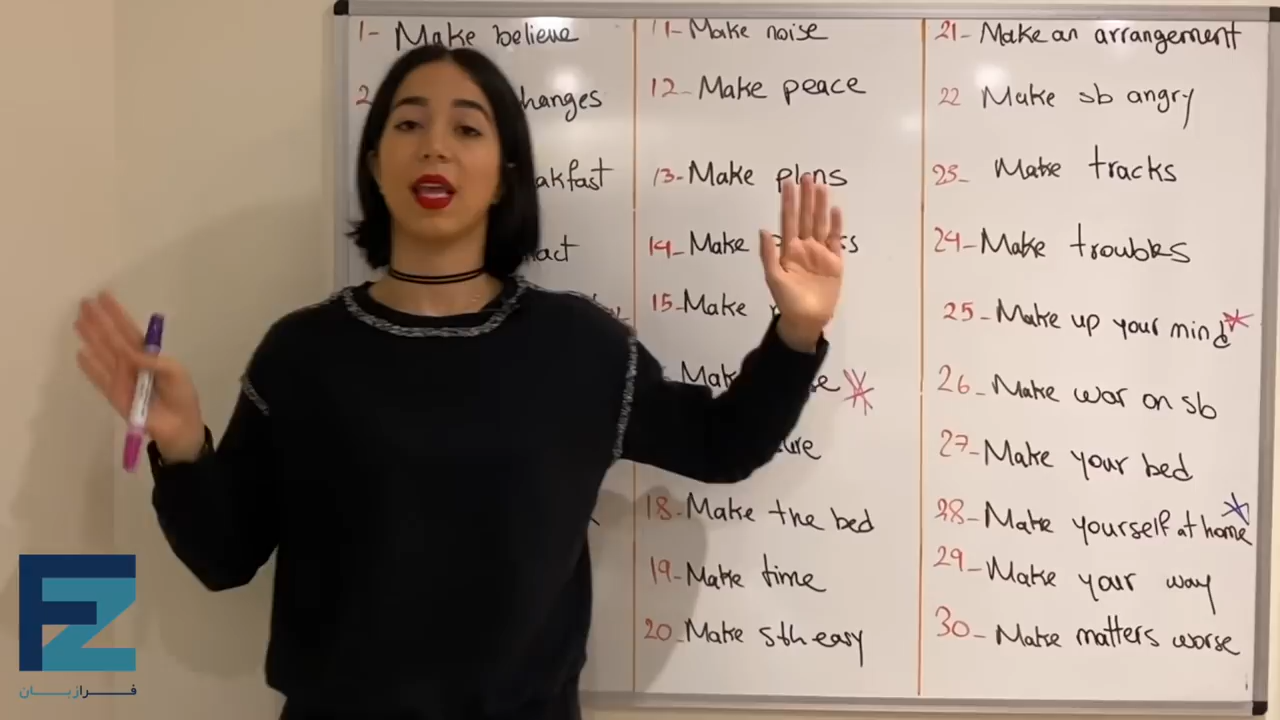 1- Make believe
2 hanges
akfast
act
11- Make noise
12- Make peace
13- Make plans
14- Make
15- Make
Mak
ure
18- Make the bed
19- Make time
20- Make sth easy
21- Make an arrangement
22 Make sb angry
23- Make tracks
24- Make troubles
25- Make up your mind
26- Make war on sb
27- Make your bed
28- Make yourself at home
29- Make your way
30- Make matters worse
FZ
فرازبان